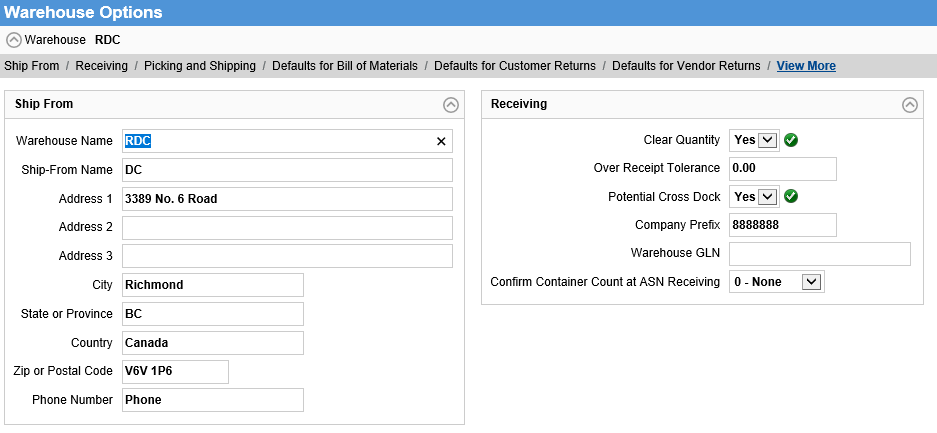 Warehouse Options
Warehouse RDC
Ship From / Receiving / Picking and Shipping / Defaults for Bill of Materials / Defaults for Customer Returns / Defaults for Vendor Returns / View More
Ship From
Warehouse Name RDC
Ship-From Name DC
Address 1 3389 No. 6 Road
Address 2
Address 3
City Richmond
State or Province BC
Country Canada
Zip or Postal Code V6V 1P6
Phone Number Phone
Receiving
Clear Quantity Yes
Over Receipt Tolerance 0.00
Potential Cross Dock Yes
Company Prefix 8888888
Warehouse GLN
Confirm Container Count at ASN Receiving 0 - None